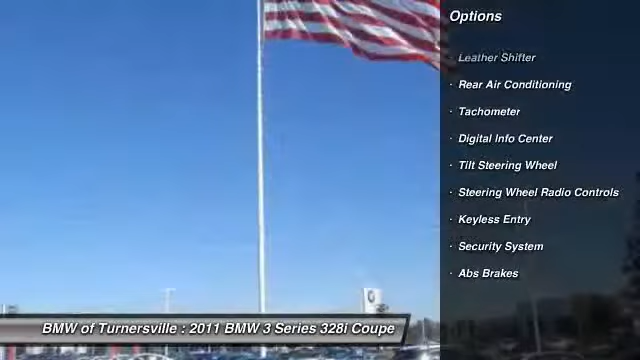 Options
· Leather Shifter
· Rear Air Conditioning
· Tachometer
· Digital Info Center
· Tilt Steering Wheel
· Steering Wheel Radio Controls
· Keyless Entry
· Security System
· Abs Brakes
BMW of Turnersville : 2011 BMW 3 Series 328i Coupe